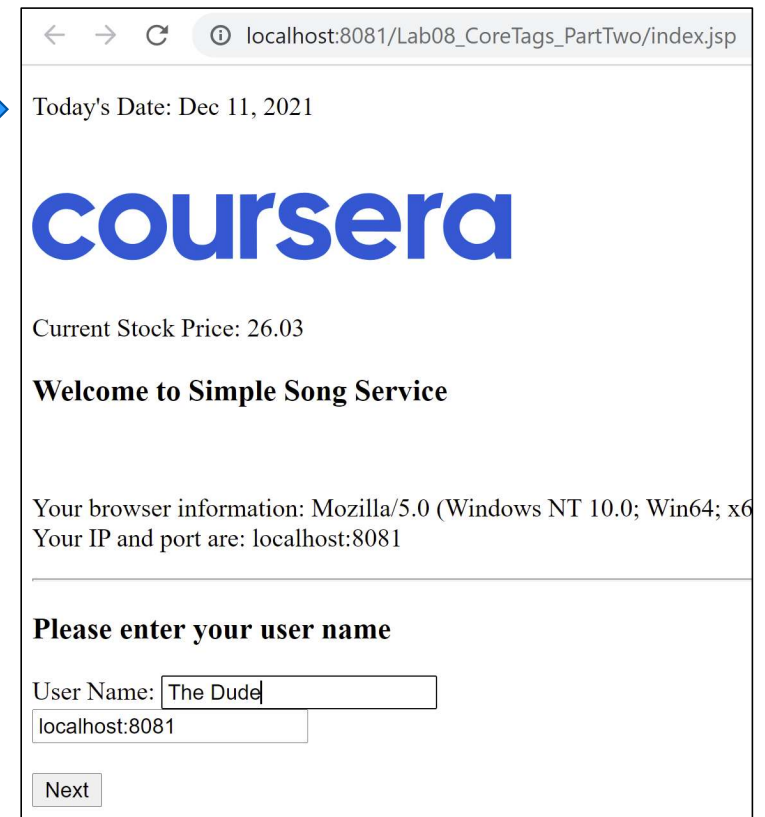 localhost:8081/Lab08_CoreTags_PartTwo/index.jsp
Today's Date: Dec 11, 2021
coursera
Current Stock Price: 26.03
Welcome to Simple Song Service
Your browser information: Mozilla/5.0 (Windows NT 10.0; Win64; x6
Your IP and port are: localhost:8081
Please enter your user name
User Name: The Dude
localhost:8081
Next